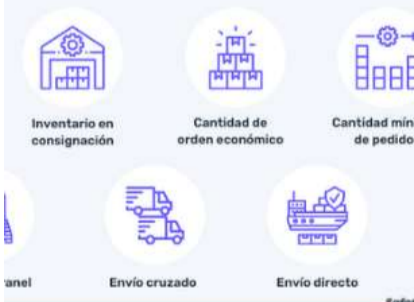 Inventario en
consignación
Cantidad de
orden económico
Cantidad mín
de pedido
anel
Envío cruzado
Envío directo